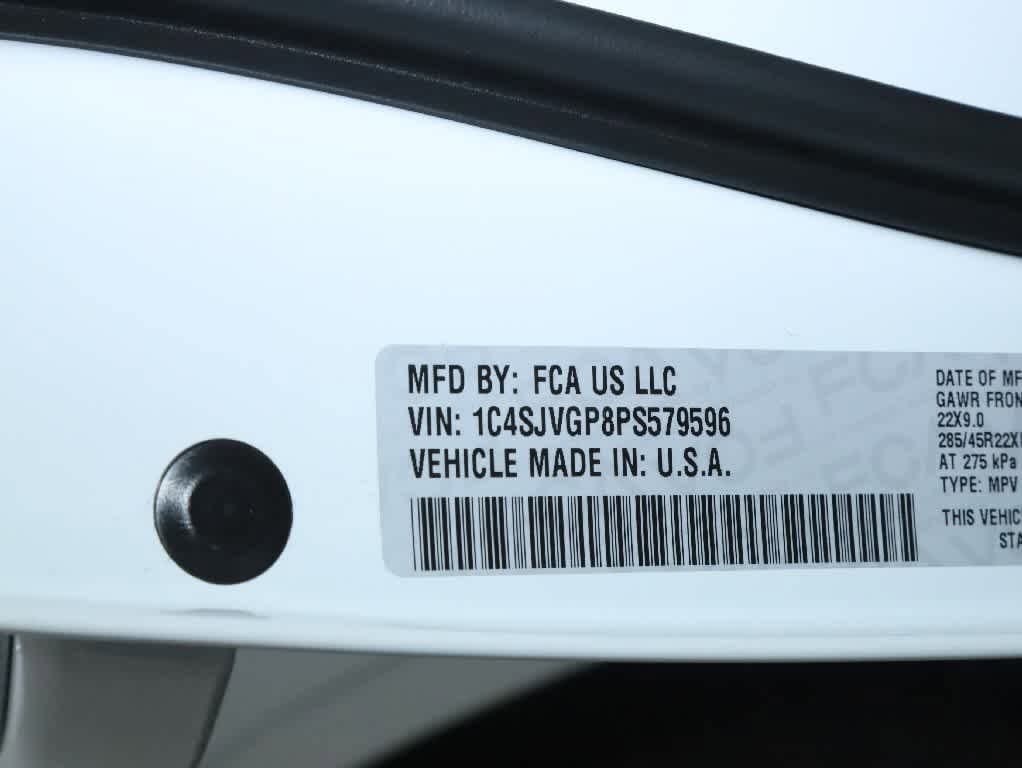 MFD BY: FCA US LLC
VIN: 1C4SJVGP8PS579596
VEHICLE MADE IN: U.S.A.
DATE OF MF
GAWR FRON
22X9.0
285/45R22X
AT 275 kPa
TYPE: MPV
THIS VEHIC
STA